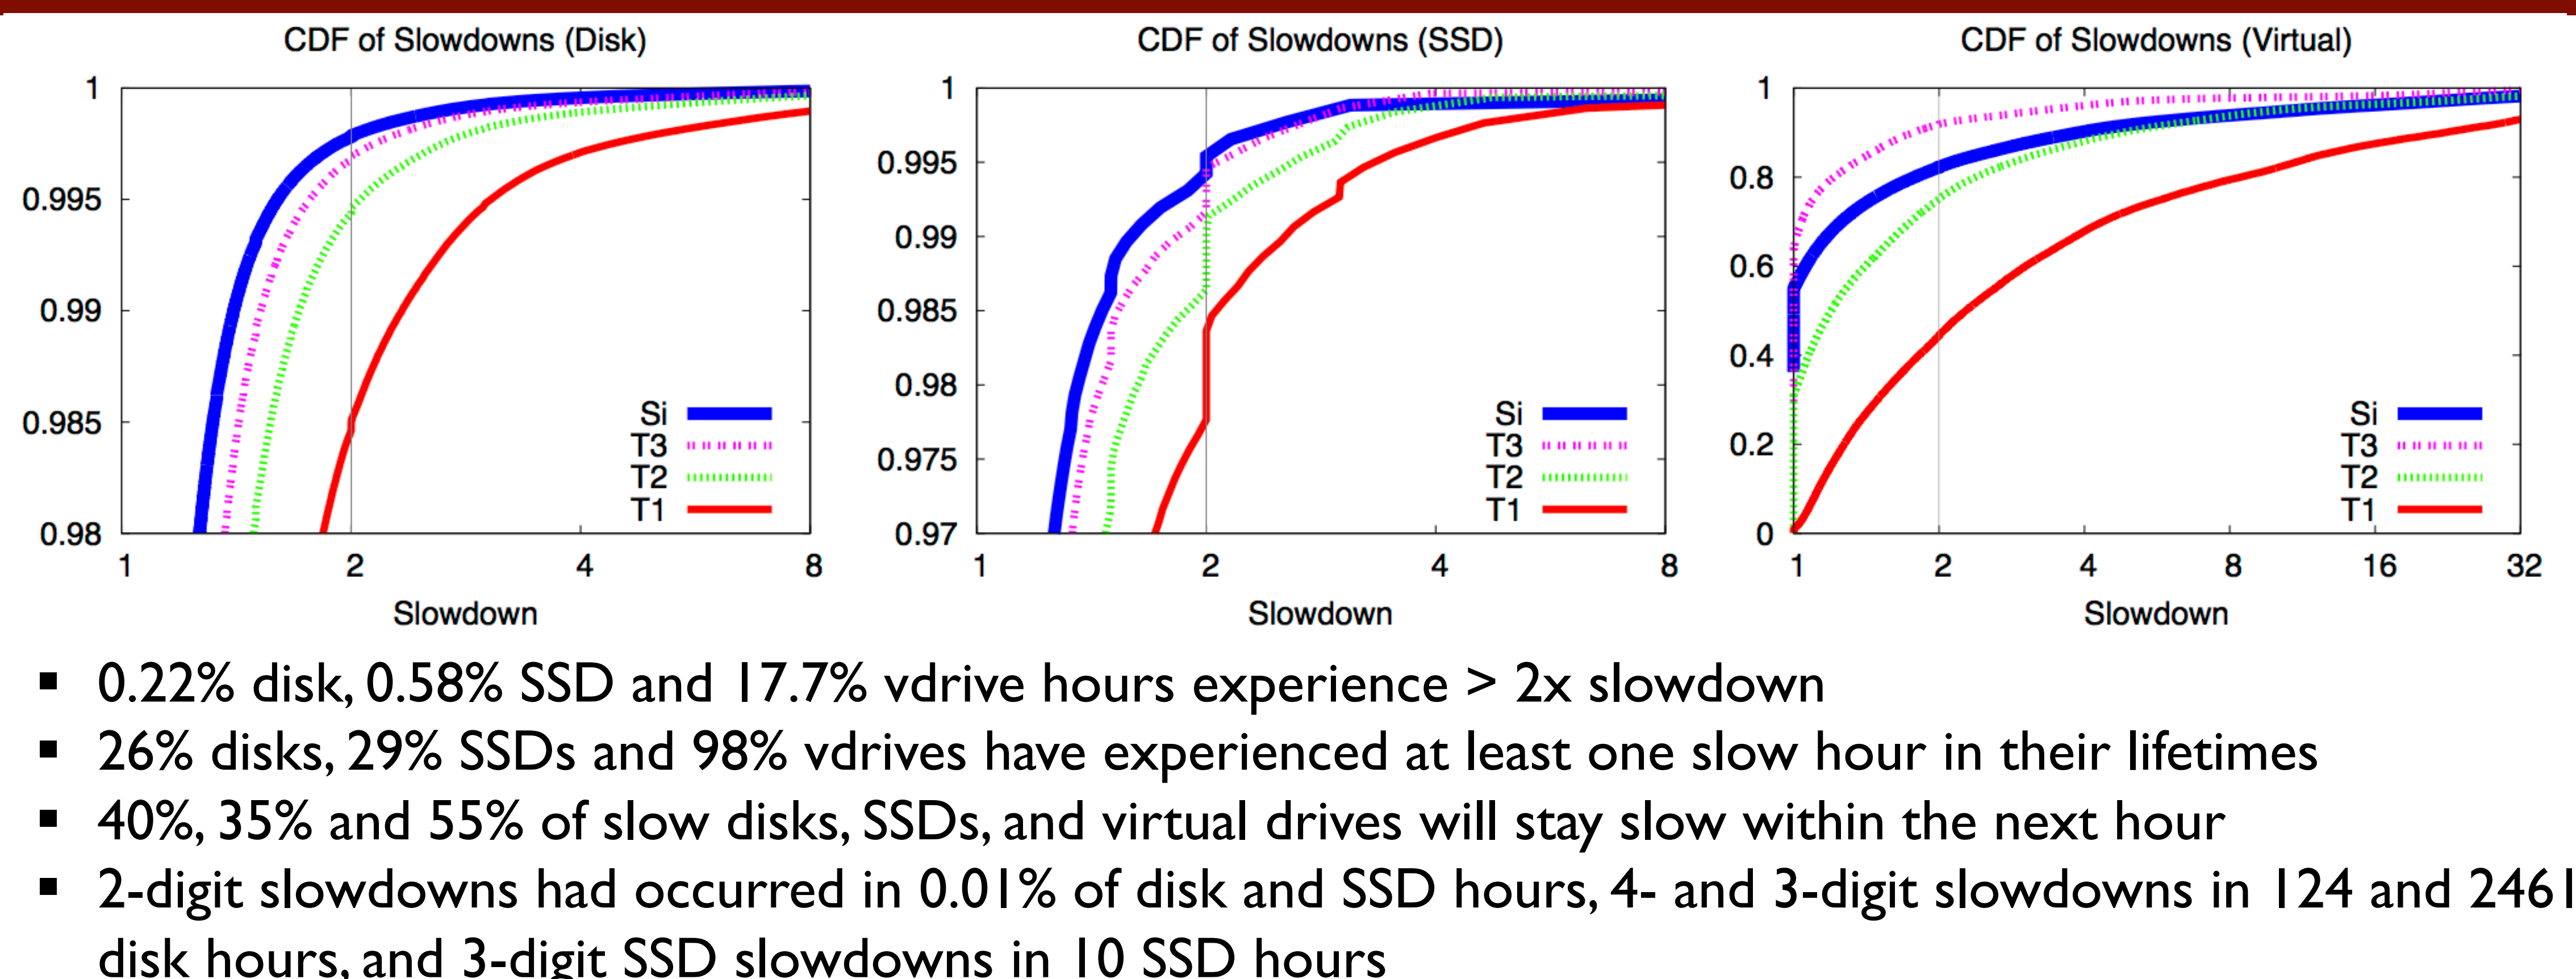 CDF of Slowdowns (Disk)
1
0.995
0.99
0.985
0.98
1 2 4 8
Slowdown
Si
T3
T2
T1
CDF of Slowdowns (SSD)
1
0.995
0.99
0.985
0.98
0.975
0.97
1 2 4 8
Slowdown
Si
T3
T2
T1
CDF of Slowdowns (Virtual)
1
0.8
0.6
0.4
0.2
0
1 2 4 8 16 32
Slowdown
Si
T3
T2
T1
▪ 0.22% disk, 0.58% SSD and 17.7% vdrive hours experience > 2x slowdown
▪ 26% disks, 29% SSDs and 98% vdrives have experienced at least one slow hour in their lifetimes
▪ 40%, 35% and 55% of slow disks, SSDs, and virtual drives will stay slow within the next hour
▪ 2-digit slowdowns had occurred in 0.01% of disk and SSD hours, 4- and 3-digit slowdowns in 124 and 2461
disk hours, and 3-digit SSD slowdowns in 10 SSD hours